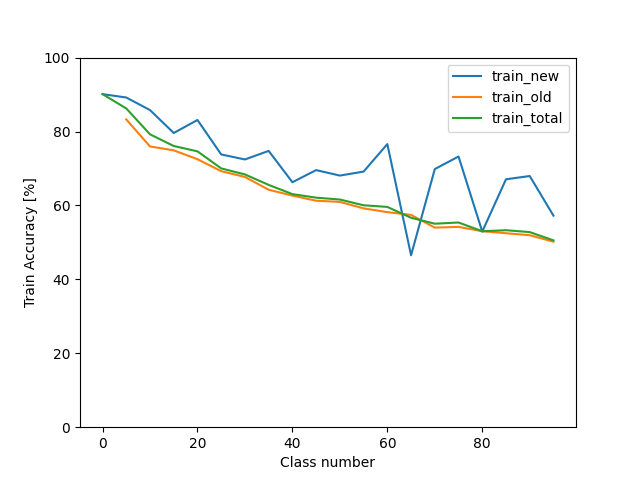 train_new
train_old
train_total
100
80
60
40
20
0
Train Accuracy [%]
0 20 40 60 80
Class number